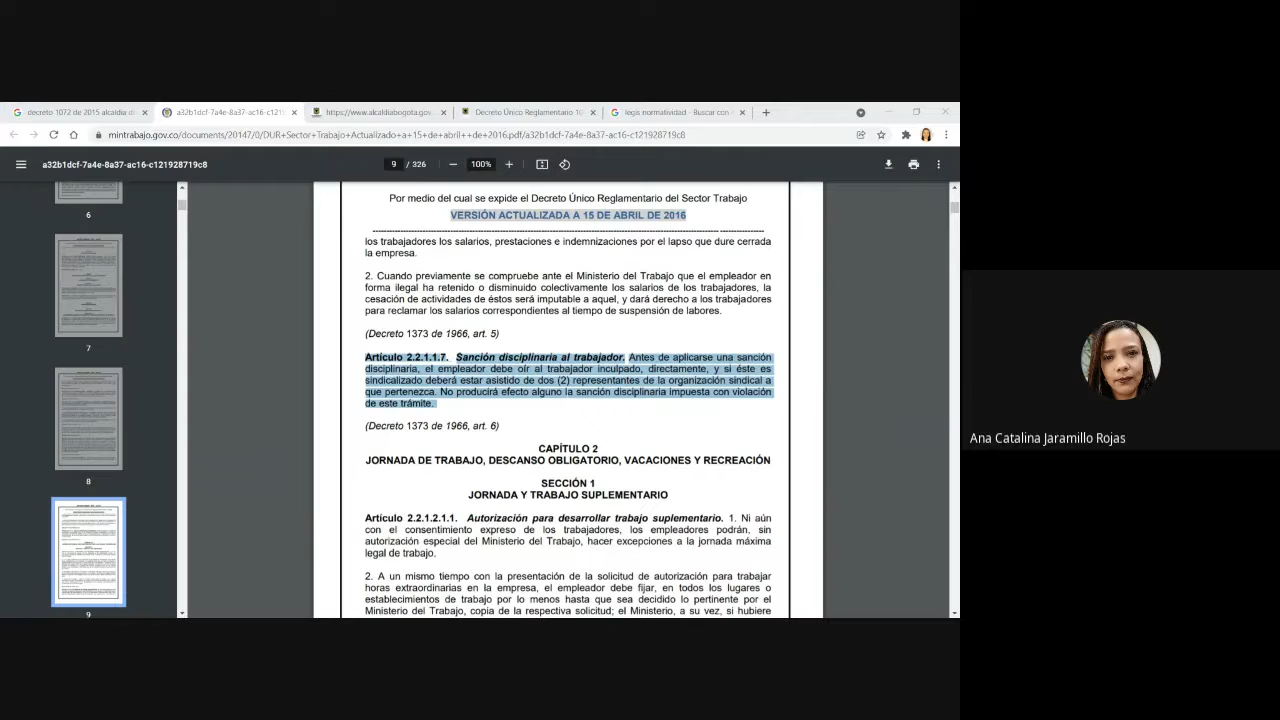 decreto 1072 de 2015 alcaldia di
a32b1dcf-7a4e-8a37-ac16-c1219
https://www.alcaldiabogota.gov.
Decreto Único Reglamentario 10
legis normatividad - Buscar con
mintrabajo.gov.co/documents/20147/0/DUR+Sector+Trabajo+Actualizado+a+15+de+abril++de+2016.pdf/a32b1dcf-7a4e-8a37-ac16-c121928719c8
a32b1dcf-7a4e-8a37-ac16-c121928719c8
9 / 326
100%
6
7
8
9
Por medio del cual se expide el Decreto Único Reglamentario del Sector Trabajo
VERSIÓN ACTUALIZADA A 15 DE ABRIL DE 2016
los trabajadores los salarios, prestaciones e indemnizaciones por el lapso que dure cerrada
la empresa.
2. Cuando previamente se compruebe ante el Ministerio del Trabajo que el empleador en
forma ilegal ha retenido o disminuido colectivamente los salarios de los trabajadores, la
cesación de actividades de éstos será imputable a aquel, y dará derecho a los trabajadores
para reclamar los salarios correspondientes al tiempo de suspensión de labores.
(Decreto 1373 de 1966, art. 5)
Artículo 2.2.1.1.7. Sanción disciplinaria al trabajador. Antes de aplicarse una sanción
disciplinaria, el empleador debe oír al trabajador inculpado, directamente, y si éste es
sindicalizado deberá estar asistido de dos (2) representantes de la organización sindical a
que pertenezca. No producirá efecto alguno la sanción disciplinaria impuesta con violación
de este trámite.
(Decreto 1373 de 1966, art. 6)
CAPÍTULO 2
JORNADA DE TRABAJO, DESCANSO OBLIGATORIO, VACACIONES Y RECREACIÓN
SECCIÓN 1
JORNADA Y TRABAJO SUPLEMENTARIO
Artículo 2.2.1.2.1.1. Autorización para desarrollar trabajo suplementario. 1. Ni aún
con el consentimiento expreso de los trabajadores, los empleadores podrán, sin
autorización especial del Ministerio del Trabajo, hacer excepciones a la jornada máxima
legal de trabajo.
2. A un mismo tiempo con la presentación de la solicitud de autorización para trabajar
horas extraordinarias en la empresa, el empleador debe fijar, en todos los lugares o
establecimientos de trabajo por lo menos hasta que sea decidido lo pertinente por el
Ministerio del Trabajo, copia de la respectiva solicitud; el Ministerio, a su vez, si hubiere
Ana Catalina Jaramillo Rojas